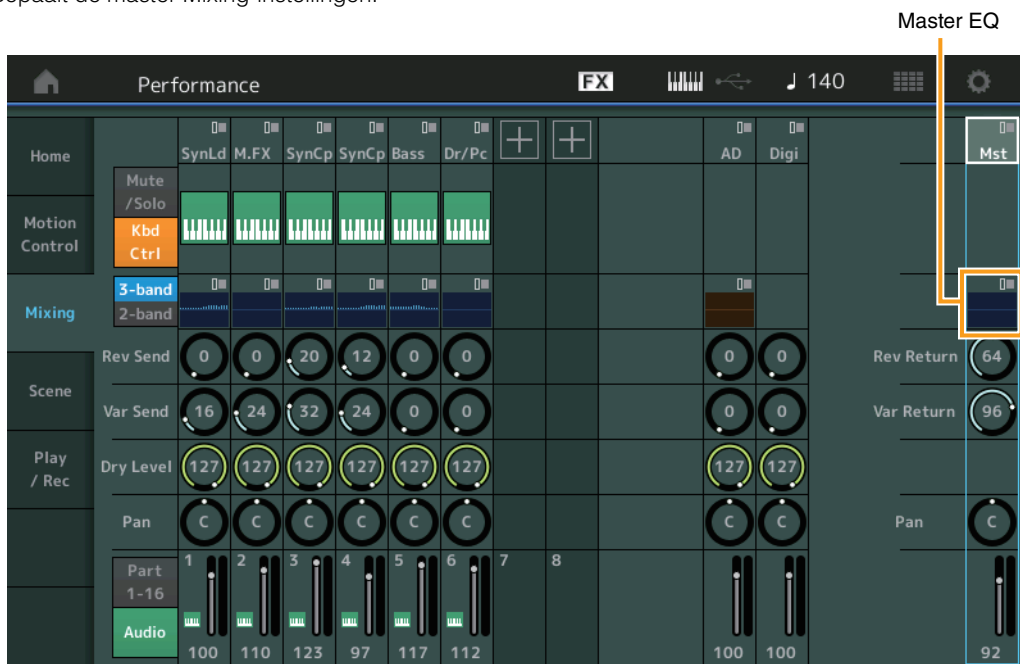 bepaalt de master Mixing-instellingen.
Master EQ
Performance FX 140
Home
SynLd M.FX SynCp SynCp Bass Dr/Pc AD Digi Mst
Mute
/Solo
Motion
Control
Kbd
Ctrl
Mixing
3-band
2-band
Rev Send 0 0 20 12 0 0 0 0 Rev Return 64
Scene
Var Send 16 24 32 24 0 0 0 0 Var Return 96
Play
/ Rec
Dry Level 127 127 127 127 127 127 127 127
Pan C C C C C C C C Pan C
Part
1-16
1 2 3 4 5 6 7 8
Audio
100 110 123 97 117 112 100 100 92